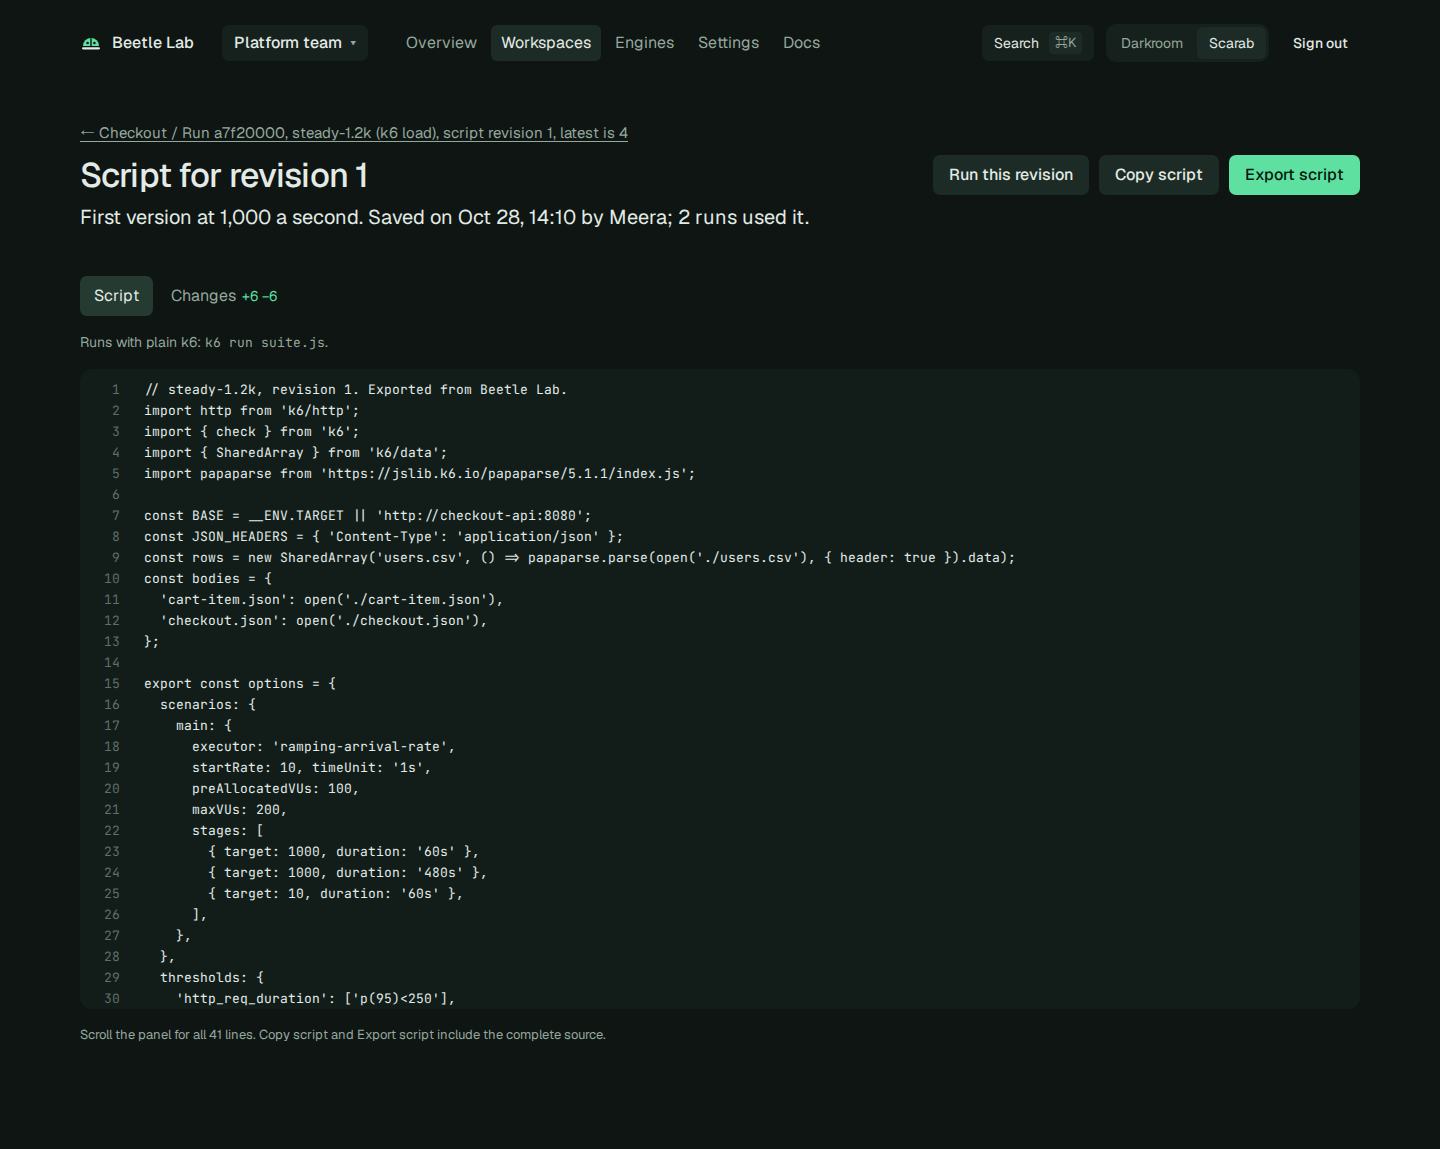 Beetle Lab
Platform team
Overview
Workspaces
Engines
Settings
Docs
Search ⌘K
Darkroom
Scarab
Sign out
← Checkout / Run a7f20000, steady-1.2k (k6 load), script revision 1, latest is 4
Script for revision 1
Run this revision
Copy script
Export script
First version at 1,000 a second. Saved on Oct 28, 14:10 by Meera; 2 runs used it.
Script
Changes +6 −6
Runs with plain k6: k6 run suite.js.
1 // steady-1.2k, revision 1. Exported from Beetle Lab.
2 import http from 'k6/http';
3 import { check } from 'k6';
4 import { SharedArray } from 'k6/data';
5 import papaparse from 'https://jslib.k6.io/papaparse/5.1.1/index.js';
6
7 const BASE = __ENV.TARGET || 'http://checkout-api:8080';
8 const JSON_HEADERS = { 'Content-Type': 'application/json' };
9 const rows = new SharedArray('users.csv', () => papaparse.parse(open('./users.csv'), { header: true }).data);
10 const bodies = {
11   'cart-item.json': open('./cart-item.json'),
12   'checkout.json': open('./checkout.json'),
13 };
14
15 export const options = {
16   scenarios: {
17     main: {
18       executor: 'ramping-arrival-rate',
19       startRate: 10, timeUnit: '1s',
20       preAllocatedVUs: 100,
21       maxVUs: 200,
22       stages: [
23         { target: 1000, duration: '60s' },
24         { target: 1000, duration: '480s' },
25         { target: 10, duration: '60s' },
26       ],
27     },
28   },
29   thresholds: {
30     'http_req_duration': ['p(95)<250'],
Scroll the panel for all 41 lines. Copy script and Export script include the complete source.